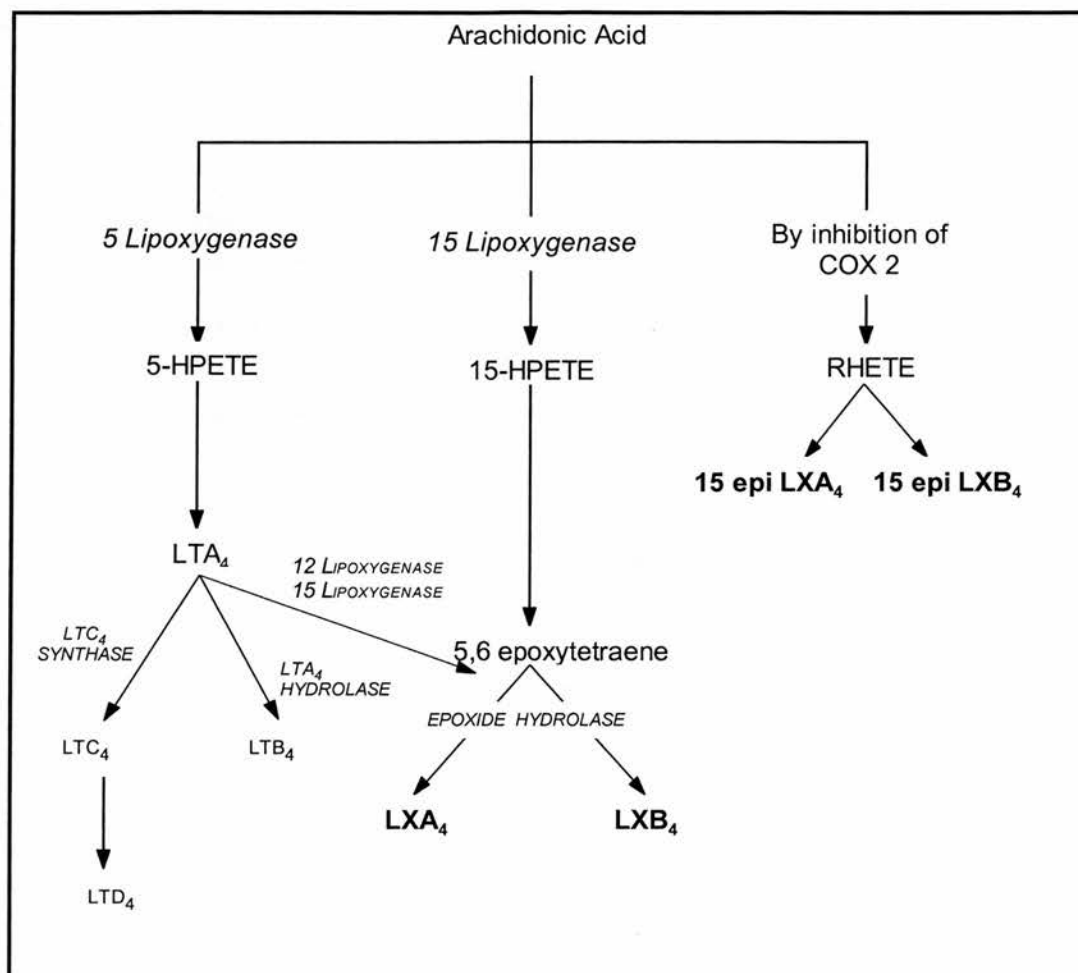 Arachidonic Acid
5 Lipoxygenase
15 Lipoxygenase
By inhibition of
COX 2
5-HPETE
15-HPETE
RHETE
15 epi LXA₄
15 epi LXB₄
LTA₄
12 LIPOXYGENASE
15 LIPOXYGENASE
LTC₄
SYNTHASE
LTA₄
HYDROLASE
5,6 epoxytetraene
EPOXIDE HYDROLASE
LTC₄
LTB₄
LXA₄
LXB₄
LTD₄